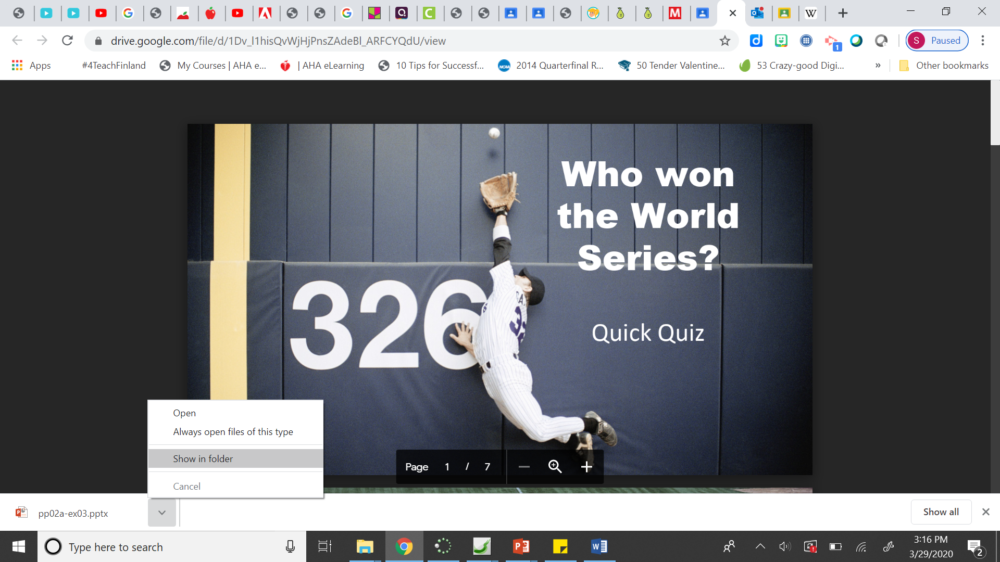 drive.google.com/file/d/1Dv_l1hisQvWjHjPnsZAdeBl_ARFCYQdU/view
1
S Paused
Apps
#4TeachFinland
My Courses | AHA e...
| AHA eLearning
10 Tips for Successf...
2014 Quarterfinal R...
50 Tender Valentine...
53 Crazy-good Digi...
»
Other bookmarks
Who won
the World
Series?
Quick Quiz
326
Open
Always open files of this type
Show in folder
Cancel
Page 1 / 7
pp02a-ex03.pptx
Show all
Type here to search
3:16 PM
3/29/2020
2